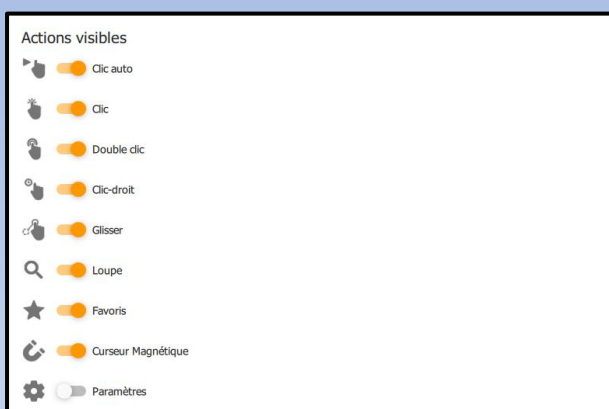 Actions visibles
Clic auto
Clic
Double clic
Clic-droit
Glisser
Loupe
Favoris
Curseur Magnétique
Paramètres